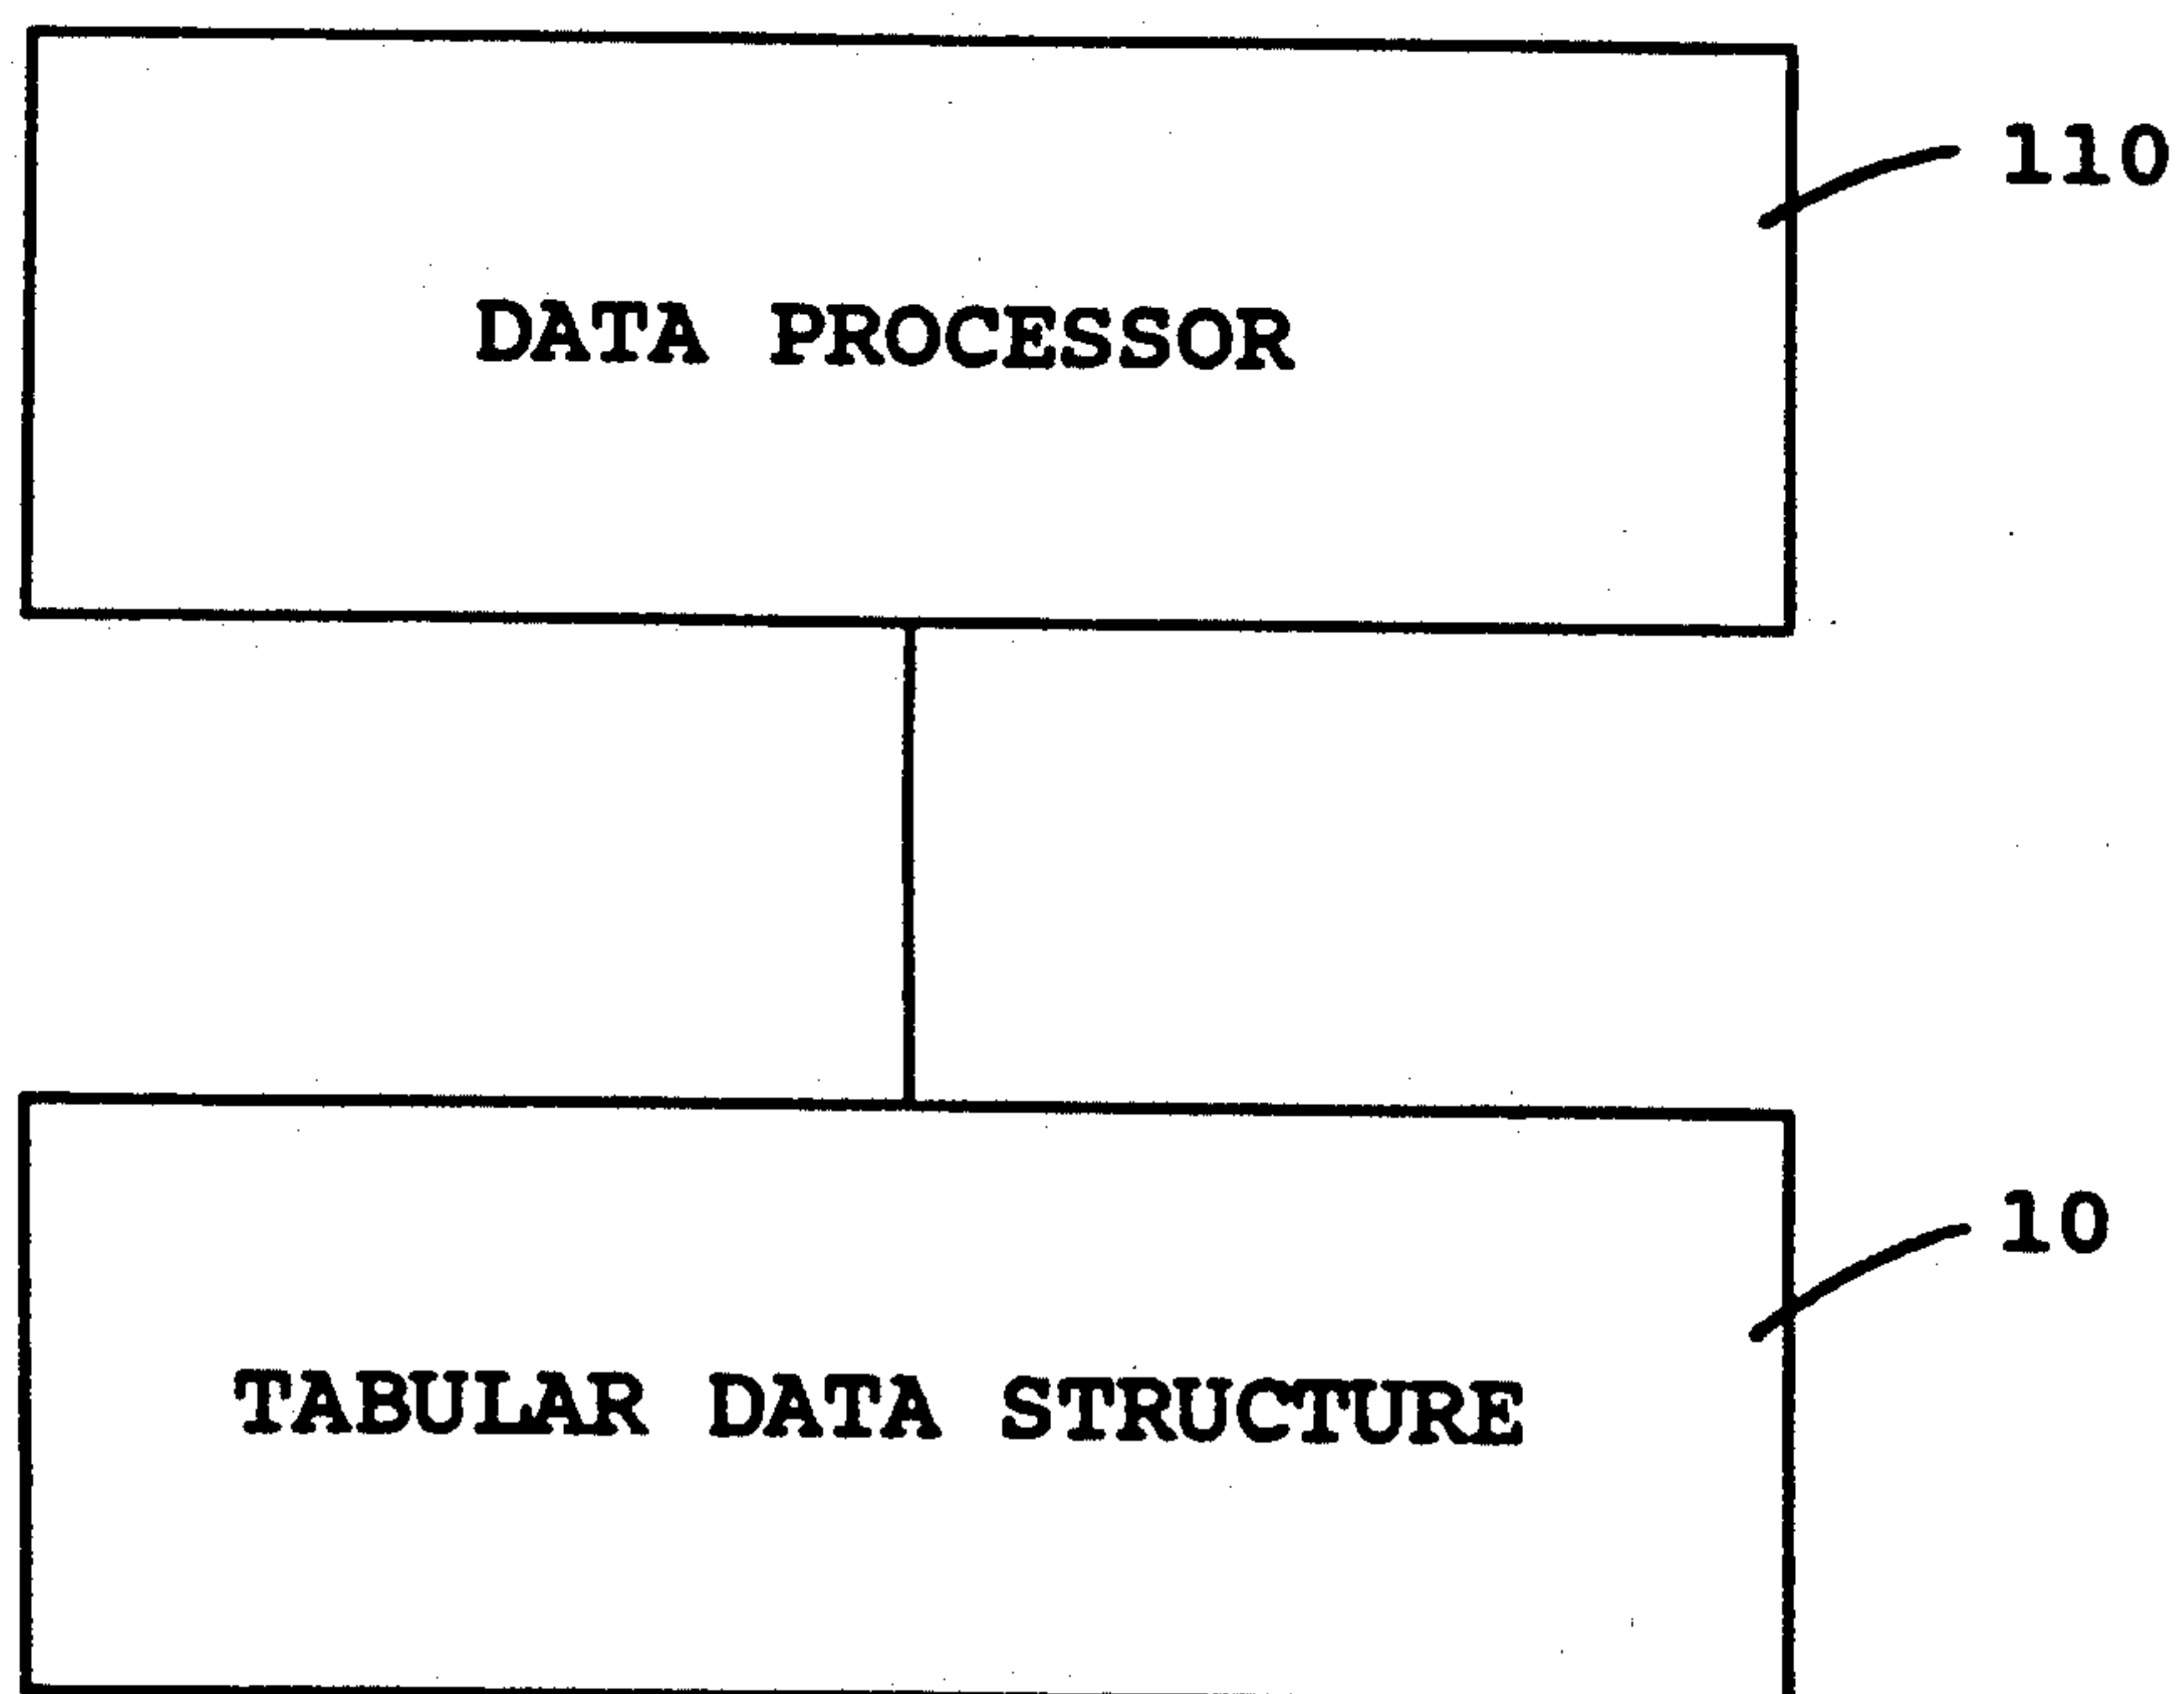 110
DATA PROCESSOR
10
TABULAR DATA STRUCTURE